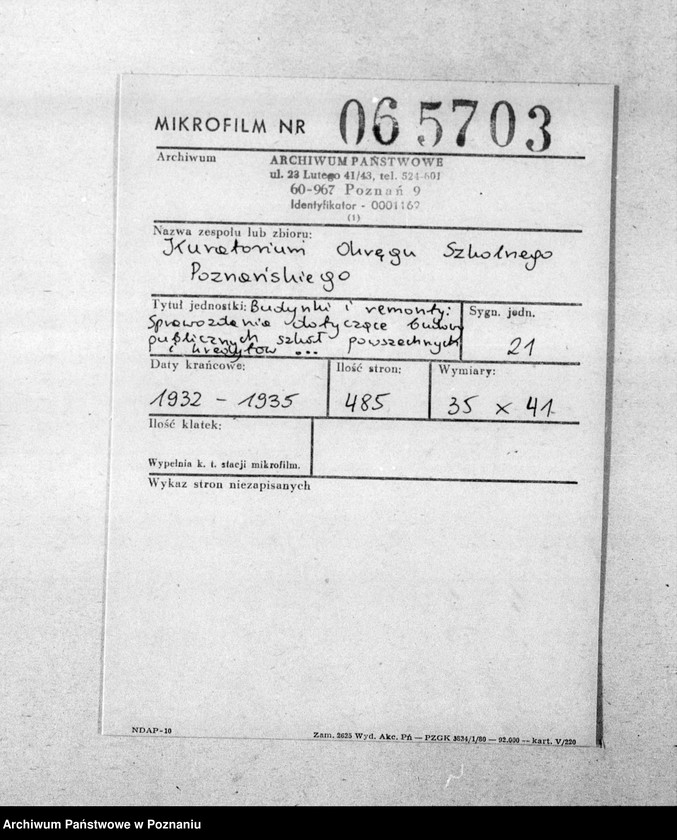 MIKROFILM NR 065703
Archiwum
ARCHIWUM PAŃSTWOWE
ul. 23 Lutego 41/43, tel. 524-601
60-967 Poznań 9
Identyfikator - 0001162
(1)
Nazwa zespołu lub zbioru:
Kuratorium Okręgu Szkolnego
Poznańskiego
Tytuł jednostki: Budynki i remonty:
Sprawozdania dotyczące budowy
publicznych szkół powszechnych
i kredytów ...
Sygn. jedn.
21
Daty krańcowe:
1932 - 1935
Ilość stron:
485
Wymiary:
35 x 41
Ilość klatek:
Wypełnia k. t. stacji mikrofilm.
Wykaz stron niezapisanych
NDAP-10
Zam. 2625 Wyd. Akc. Pń — PZGK 3634/1/80 — 92.000 — kart. V/220
Archiwum Państwowe w Poznaniu